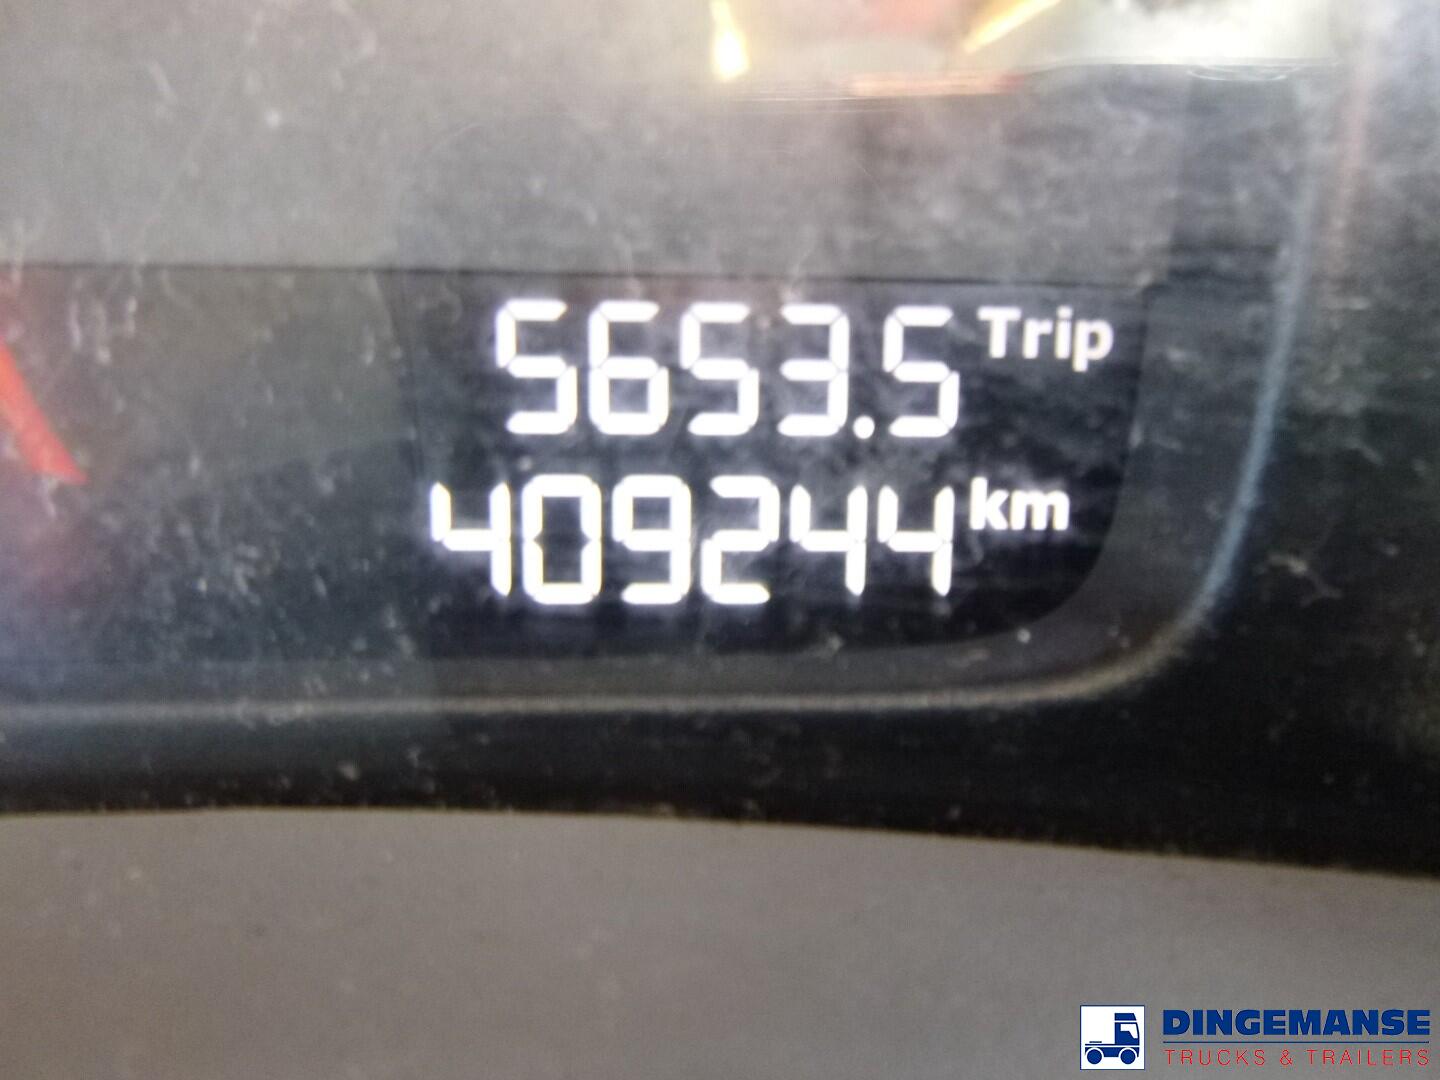 5653.5 Trip
409244 km
DINGEMANSE
TRUCKS & TRAILERS